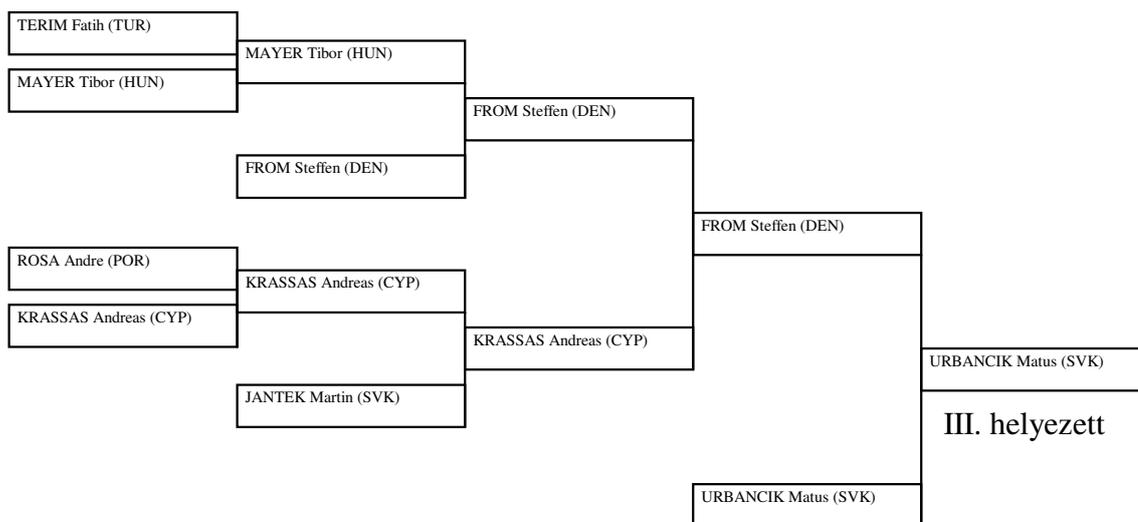 TERIM Fatih (TUR)
MAYER Tibor (HUN)
MAYER Tibor (HUN)
FROM Steffen (DEN)
FROM Steffen (DEN)
FROM Steffen (DEN)
ROSA Andre (POR)
KRASSAS Andreas (CYP)
KRASSAS Andreas (CYP)
KRASSAS Andreas (CYP)
URBANCIK Matus (SVK)
JANTEK Martin (SVK)
III. helyezett
URBANCIK Matus (SVK)